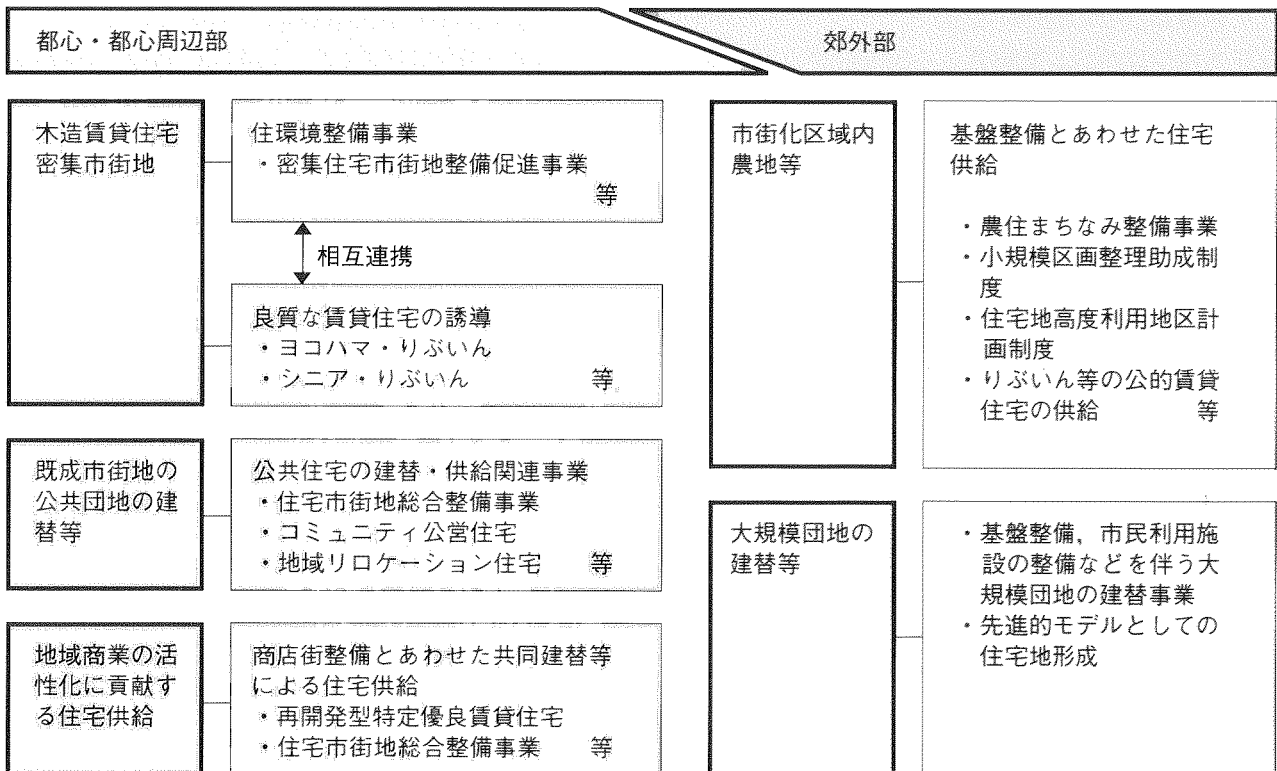 都心・都心周辺部
木造賃貸住宅
密集市街地
住環境整備事業
・密集住宅市街地整備促進事業
等
相互連携
良質な賃貸住宅の誘導
・ヨコハマ・りぶいん
・シニア・りぶいん 等
既成市街地の
公共団地の建
替等
公共住宅の建替・供給関連事業
・住宅市街地総合整備事業
・コミュニティ公営住宅
・地域リロケーション住宅 等
地域商業の活
性化に貢献す
る住宅供給
商店街整備とあわせた共同建替等
による住宅供給
・再開発型特定優良賃貸住宅
・住宅市街地総合整備事業 等
郊外部
市街化区域内
農地等
基盤整備とあわせた住宅
供給
・農住まちなみ整備事業
・小規模区画整理助成制
度
・住宅地高度利用地区計
画制度
・りぶいん等の公的賃貸
住宅の供給 等
大規模団地の
建替等
・基盤整備，市民利用施
設の整備などを伴う大
規模団地の建替事業
・先進的モデルとしての
住宅地形成